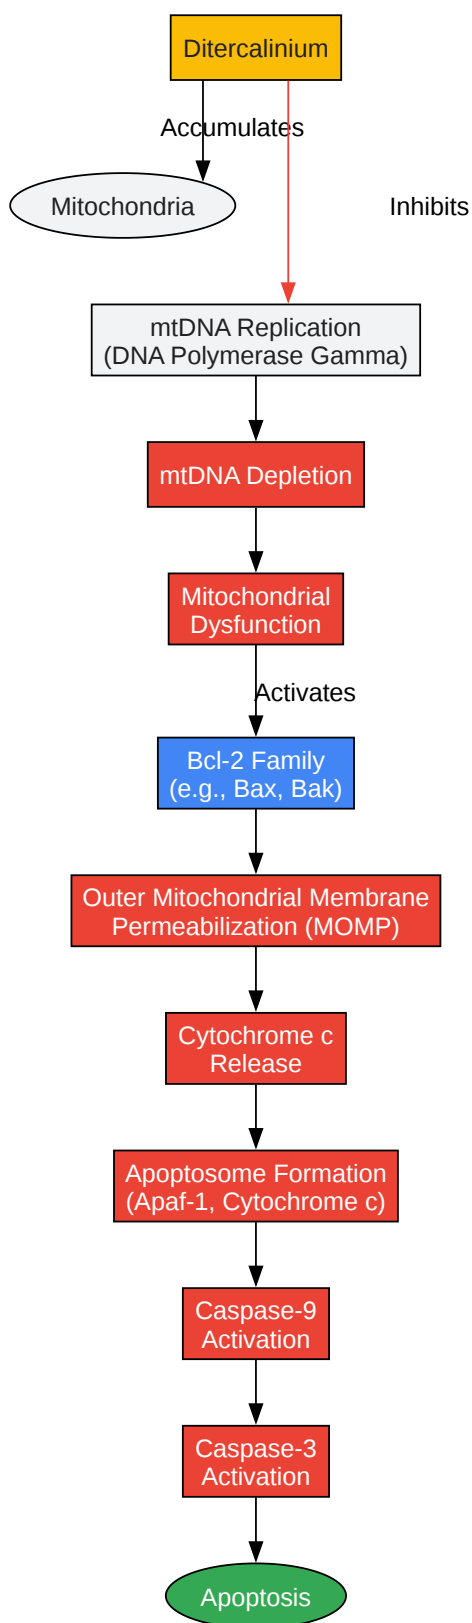 Ditercalinium
Accumulates
Mitochondria
Inhibits
mtDNA Replication
(DNA Polymerase Gamma)
mtDNA Depletion
Mitochondrial
Dysfunction
Activates
Bcl-2 Family
(e.g., Bax, Bak)
Outer Mitochondrial Membrane
Permeabilization (MOMP)
Cytochrome c
Release
Apoptosome Formation
(Apaf-1, Cytochrome c)
Caspase-9
Activation
Caspase-3
Activation
Apoptosis